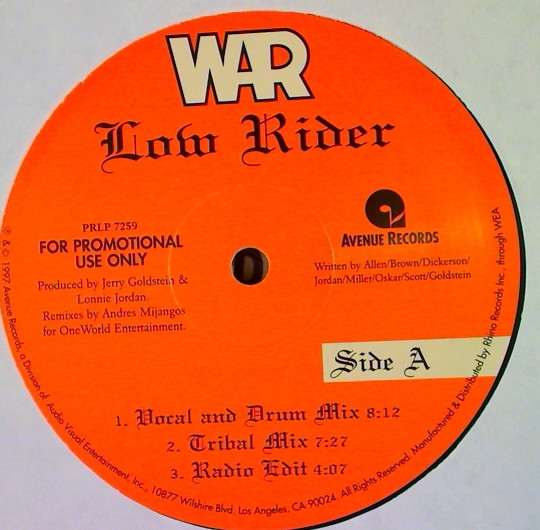 WAR
Low Rider
PRLP 7259
FOR PROMOTIONAL
USE ONLY
Produced by Jerry Goldstein &
Lonnie Jordan.
Remixes by Andres Mijangos
for OneWorld Entertainment.
AVENUE RECORDS
Written by Allen/Brown/Dickerson/
Jordan/Miller/Oskar/Scott/Goldstein
Side A
1. Vocal and Drum Mix 8:12
2. Tribal Mix 7:27
3. Radio Edit 4:07
℗ & © 1997 Avenue Records, a Division of Audio Visual Entertainment, Inc., 10877 Wilshire Blvd. Los Angeles, CA 90024. All Rights Reserved. Manufactured & Distributed by Rhino Records Inc., through WEA